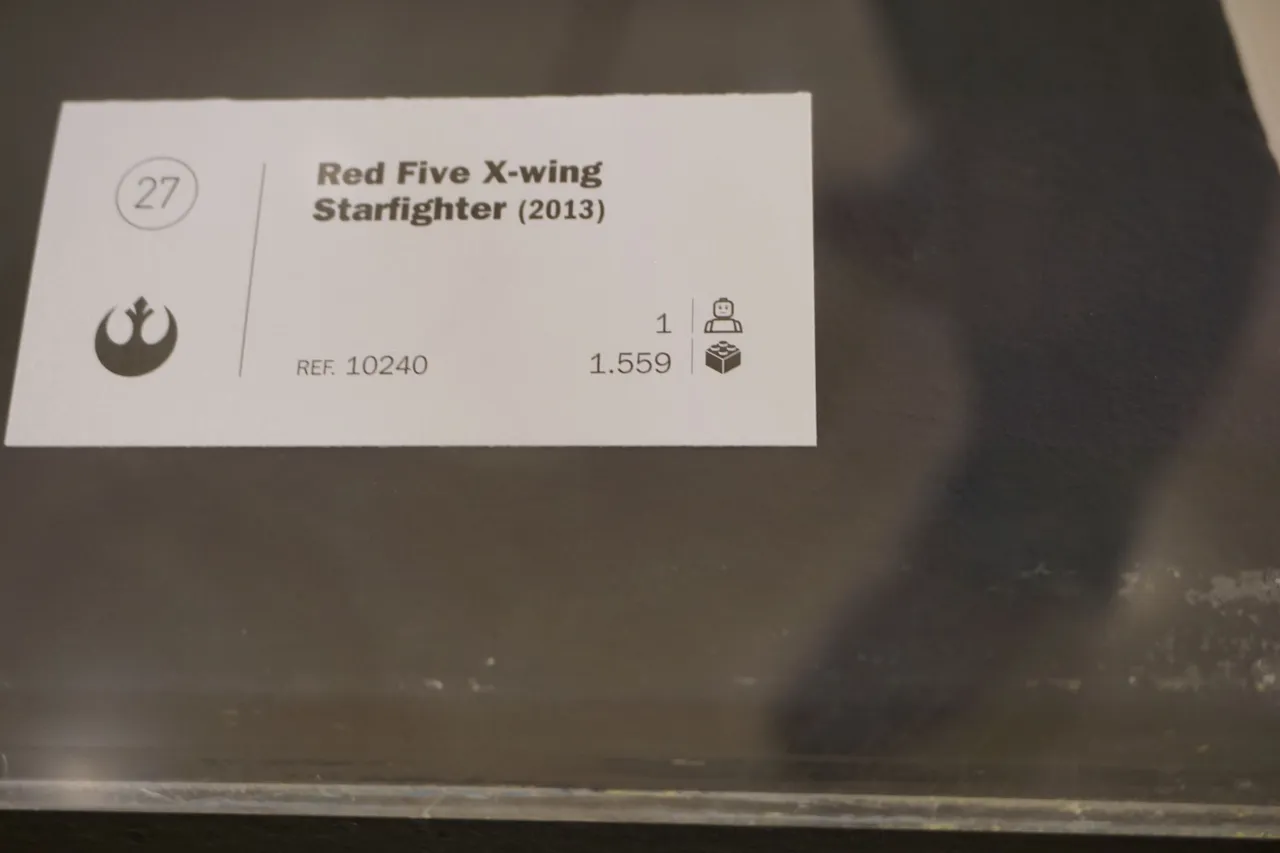 27
Red Five X-wing
Starfighter (2013)
1
REF. 10240
1.559